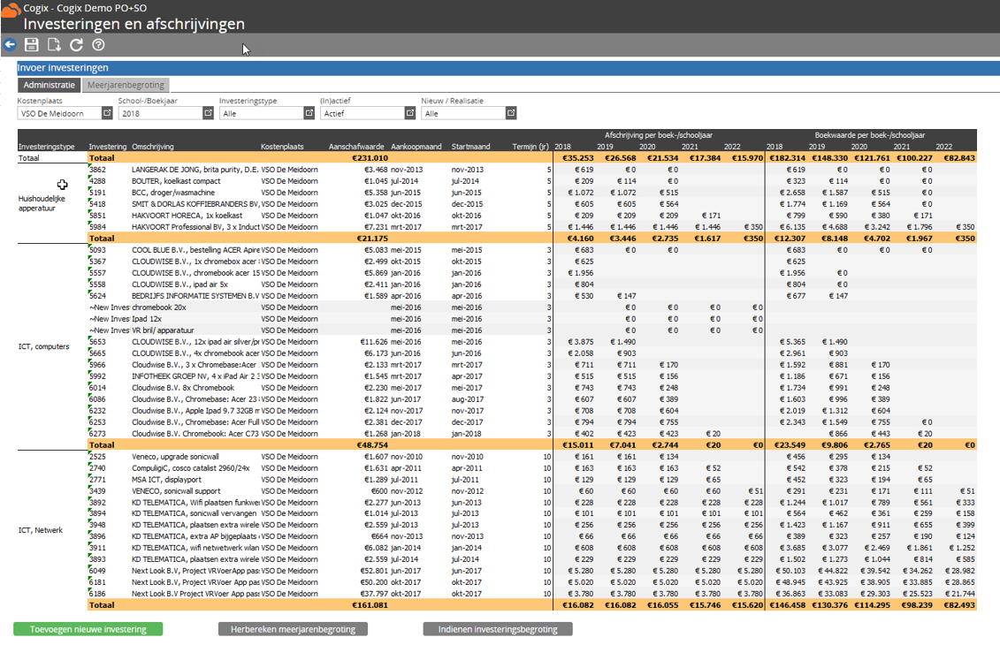 Cogix - Cogix Demo PO+SO
Investeringen en afschrijvingen
Invoer investeringen
Administratie Meerjarenbegroting
Kostenplaats School-/Boekjaar Investeringstype (In)actief Nieuw / Realisatie
VSO De Meidoorn 2018 Alle Actief Alle
Afschrijving per boek-/schooljaar Boekwaarde per boek-/schooljaar
Investeringstype Investering Omschrijving Kostenplaats Aanschafwaarde Aankoopmaand Startmaand Termijn (jr) 2018 2019 2020 2021 2022 2018 2019 2020 2021 2022
Totaal Totaal €231.010 €35.253 €26.568 €21.534 €17.384 €15.970 €182.314 €148.330 €121.761 €100.227 €82.843
Huishoudelijke apperatuur
3862 LANGERAK DE JONG, brita purity, D.E. VSO De Meidoorn €3.468 nov-2013 nov-2013 5 € 619 € 0 € 0 € 619 € 0 € 0 € 0
4288 BOUTER, koelkast compact VSO De Meidoorn €1.045 jul-2014 jul-2014 5 € 209 € 114 € 0 € 323 € 114 € 0 € 0
5191 BCC, droger/wasmachine VSO De Meidoorn €5.358 jun-2015 jun-2015 5 € 1.072 € 1.072 € 515 € 2.658 € 1.587 € 515 € 0
5418 SMIT & DORLAS KOFFIEBRANDERS BV, VSO De Meidoorn €3.025 dec-2015 dec-2015 5 € 605 € 605 € 564 € 1.774 € 1.169 € 564 € 0
5851 HAKVOORT HORECA, 1x koelkast VSO De Meidoorn €1.047 okt-2016 okt-2016 5 € 209 € 209 € 209 € 171 € 799 € 590 € 380 € 171
5984 HAKVOORT Professional BV, 3 x Induct VSO De Meidoorn €7.231 mrt-2017 mrt-2017 5 € 1.446 € 1.446 € 1.446 € 1.446 € 350 € 6.135 € 4.688 € 3.242 € 1.796 € 350
Totaal €21.175 €4.160 €3.446 €2.735 €1.617 €350 €12.307 €8.148 €4.702 €1.967 €350
ICT, computers
5093 COOL BLUE B.V., bestelling ACER Apire VSO De Meidoorn €5.083 mei-2015 mei-2015 3 € 683 € 0 € 0 € 683 € 0 € 0 € 0
5367 CLOUDWISE B.V., 1x chromebox acer VSO De Meidoorn €2.499 okt-2015 okt-2015 3 € 625 € 625
5557 CLOUDWISE B.V., chromebook acer 15 VSO De Meidoorn €5.869 jan-2016 jan-2016 3 € 1.956 € 1.956 € 0
5558 CLOUDWISE B.V., ipad air 5x VSO De Meidoorn €2.411 jan-2016 jan-2016 3 € 804 € 804 € 0
5624 BEDRIJFS INFORMATIE SYSTEMEN B.V VSO De Meidoorn €1.589 apr-2016 apr-2016 3 € 530 € 147 € 677 € 147
~New Inves chromebook 20x VSO De Meidoorn mei-2016 mei-2016 3 € 0 € 0 € 0 € 0
~New Inves Ipad 12x VSO De Meidoorn mei-2016 mei-2016 3 € 0 € 0 € 0 € 0
~New Inves VR bril/ apparatuur VSO De Meidoorn mei-2016 mei-2016 3 € 0 € 0 € 0 € 0
5653 CLOUDWISE B.V., 12x ipad air silver/pr VSO De Meidoorn €11.626 mei-2016 mei-2016 3 € 3.875 € 1.490 € 5.365 € 1.490
5665 CLOUDWISE B.V., 4x chromebook acer VSO De Meidoorn €6.173 jun-2016 jun-2016 3 € 2.058 € 903 € 2.961 € 903
5966 Cloudwise B.V., 3 x Chromebase:Acer VSO De Meidoorn €2.133 mrt-2017 mrt-2017 3 € 711 € 711 € 170 € 1.592 € 881 € 170
5992 INFOTHEEK GROEP NV, 4 x iPad Air 2 3 VSO De Meidoorn €1.545 mrt-2017 apr-2017 3 € 515 € 515 € 156 € 1.186 € 671 € 156
6014 Cloudwise B.V. 8x Chromebook VSO De Meidoorn €2.230 mei-2017 mei-2017 3 € 743 € 743 € 248 € 1.734 € 991 € 248
6086 Cloudwise B.V., Chromebase: Acer 23 VSO De Meidoorn €1.822 jun-2017 aug-2017 3 € 607 € 607 € 389 € 1.603 € 996 € 389
6232 Cloudwise B.V., Apple Ipad 9.7 32GB m VSO De Meidoorn €2.124 nov-2017 nov-2017 3 € 708 € 708 € 604 € 2.019 € 1.312 € 604
6253 Cloudwise B.V., Chromebase: Acer Full VSO De Meidoorn €2.381 dec-2017 dec-2017 3 € 794 € 794 € 755 € 2.343 € 1.549 € 755 € 0
6273 Cloudwise B.V. Chromebook: Acer C73 VSO De Meidoorn €1.268 jan-2018 jan-2018 3 € 402 € 423 € 423 € 20 € 866 € 443 € 20
Totaal €48.754 €15.011 €7.041 €2.744 €20 €0 €23.549 €9.806 €2.765 €20 €0
ICT, Netwerk
2525 Veneco, upgrade sonicwall VSO De Meidoorn €1.607 nov-2010 nov-2010 10 € 161 € 161 € 134 € 456 € 295 € 134
2740 CompuligiC, cosco catalist 2960/24x VSO De Meidoorn €1.631 apr-2011 apr-2011 10 € 163 € 163 € 163 € 52 € 542 € 378 € 215 € 52
2771 MSA ICT, displayport VSO De Meidoorn €1.289 jul-2011 jul-2011 10 € 129 € 129 € 129 € 65 € 452 € 323 € 194 € 65
3439 VENECO, sonicwall support VSO De Meidoorn €600 nov-2012 nov-2012 10 € 60 € 60 € 60 € 60 € 51 € 291 € 231 € 171 € 111 € 51
3892 KD TELEMATICA, Wifi plaatsen funkwer VSO De Meidoorn €2.277 jun-2013 jun-2013 10 € 228 € 228 € 228 € 228 € 228 € 1.244 € 1.017 € 789 € 561 € 333
3894 KD TELEMATICA, sonicwall vervangen VSO De Meidoorn €1.014 jul-2013 jul-2013 10 € 101 € 101 € 101 € 101 € 101 € 564 € 462 € 361 € 259 € 158
3948 KD TELEMATICA, plaatsen extra wirele VSO De Meidoorn €2.559 jul-2013 jul-2013 10 € 256 € 256 € 256 € 256 € 256 € 1.423 € 1.167 € 911 € 655 € 399
3896 KD TELEMATICA, extra AP bijgeplaats VSO De Meidoorn €664 nov-2013 nov-2013 10 € 66 € 66 € 66 € 66 € 66 € 389 € 323 € 257 € 190 € 124
3911 KD TELEMATICA, wifi netwetwerk wlan VSO De Meidoorn €6.082 jan-2014 jan-2014 10 € 608 € 608 € 608 € 608 € 608 € 3.685 € 3.077 € 2.469 € 1.861 € 1.252
3893 KD TELEMATICA, plaatsen extra wirele VSO De Meidoorn €2.559 jul-2014 jul-2014 10 € 229 € 229 € 229 € 229 € 229 € 1.502 € 1.273 € 1.044 € 814 € 585
6049 Next Look B.V, Project VRVoer App pas VSO De Meidoorn €52.801 jun-2017 jun-2017 10 € 5.280 € 5.280 € 5.280 € 5.280 € 5.280 € 50.103 € 44.822 € 39.542 € 34.262 € 28.982
6181 Next Look B.V, Project VRVoer App pas VSO De Meidoorn €50.200 okt-2017 okt-2017 10 € 5.020 € 5.020 € 5.020 € 5.020 € 5.020 € 48.945 € 43.925 € 38.905 € 33.885 € 28.865
6186 Next Look B.V Project VRVoer App pas VSO De Meidoorn €37.797 okt-2017 okt-2017 10 € 3.780 € 3.780 € 3.780 € 3.780 € 3.780 € 36.863 € 33.083 € 29.303 € 25.523 € 21.744
Totaal €161.081 €16.082 €16.082 €16.055 €15.746 €15.620 €146.458 €130.376 €114.295 €98.239 €82.493
Toevoegen nieuwe investering Herbereken meerjarenbegroting Indienen investeringsbegroting